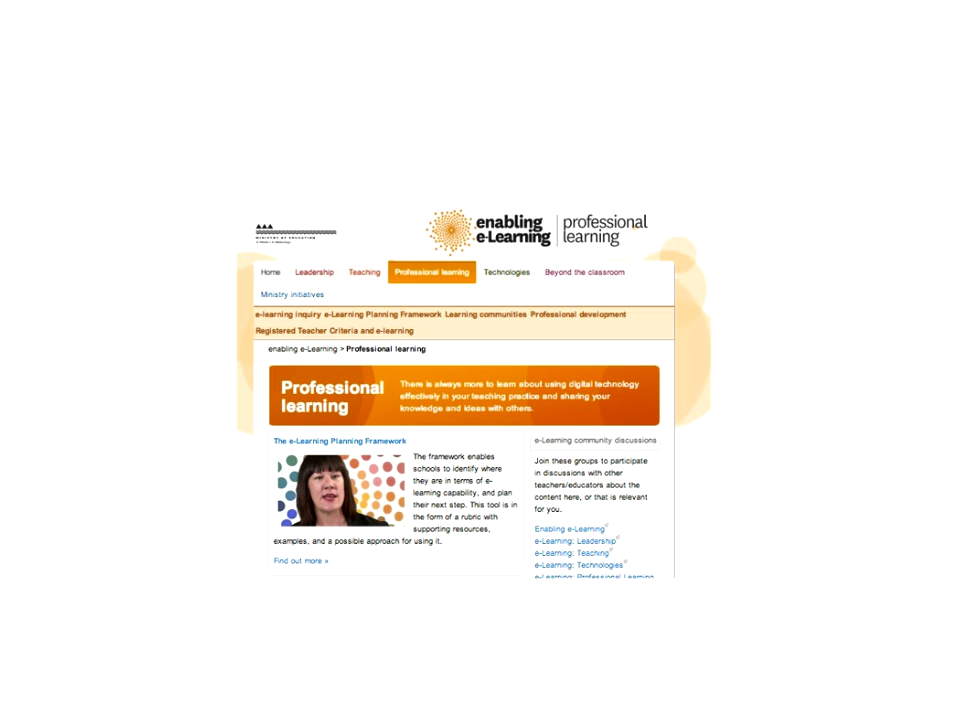 MINISTRY OF EDUCATION
enabling
e-Learning
professional
learning
Home Leadership Teaching Professional learning Technologies Beyond the classroom
Ministry initiatives
e-learning inquiry e-Learning Planning Framework Learning communities Professional development
Registered Teacher Criteria and e-learning
enabling e-Learning > Professional learning
Professional
learning
There is always more to learn about using digital technology
effectively in your teaching practice and sharing your
knowledge and ideas with others.
The e-Learning Planning Framework
The framework enables
schools to identify where
they are in terms of e-
learning capability, and plan
their next step. This tool is in
the form of a rubric with
supporting resources,
examples, and a possible approach for using it.
Find out more »
e-Learning community discussions
Join these groups to participate
in discussions with other
teachers/educators about the
content here, or that is relevant
for you.
Enabling e-Learning
e-Learning: Leadership
e-Learning: Teaching
e-Learning: Technologies
e-Learning: Professional Learning